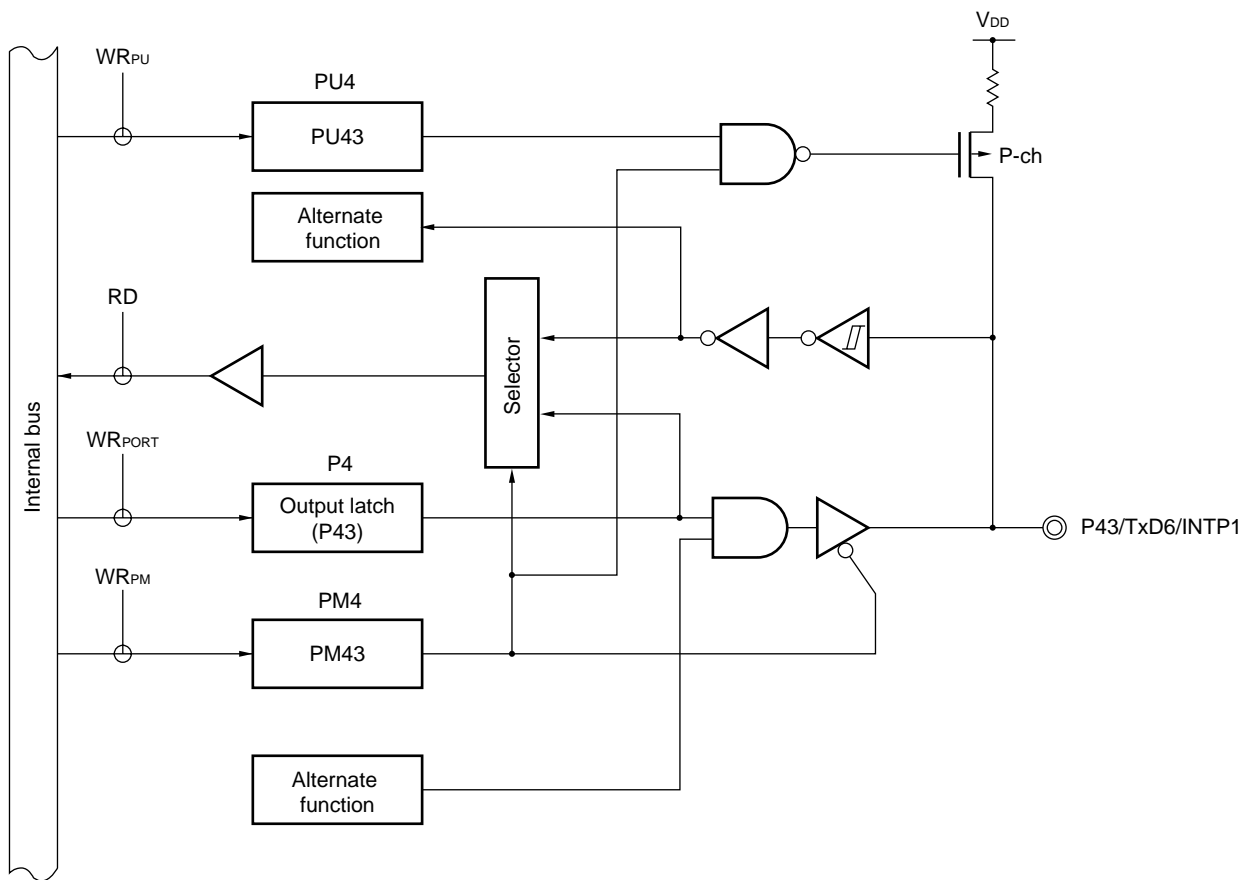 VDD
WRPU
PU4
PU43
P-ch
Alternate
function
RD
Selector
Internal bus
WRPORT
P4
Output latch
(P43)
P43/TxD6/INTP1
WRPM
PM4
PM43
Alternate
function